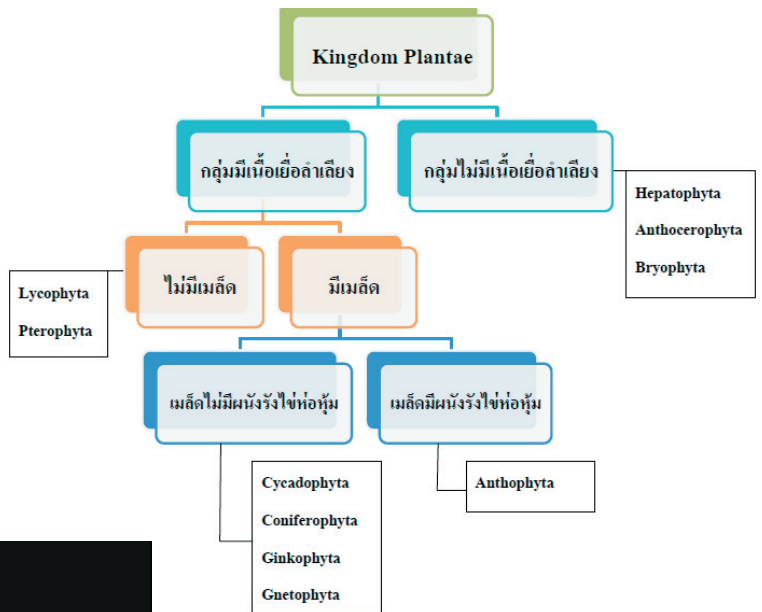 Kingdom Plantae
กลุ่มมีเนื้อเยื่อลำเลียง
กลุ่มไม่มีเนื้อเยื่อลำเลียง
Hepatophyta
Anthocerophyta
Bryophyta
ไม่มีเมล็ด
มีเมล็ด
Lycophyta
Pterophyta
เมล็ดไม่มีผนังรังไข่ห่อหุ้ม
เมล็ดมีผนังรังไข่ห่อหุ้ม
Cycadophyta
Coniferophyta
Ginkophyta
Gnetophyta
Anthophyta